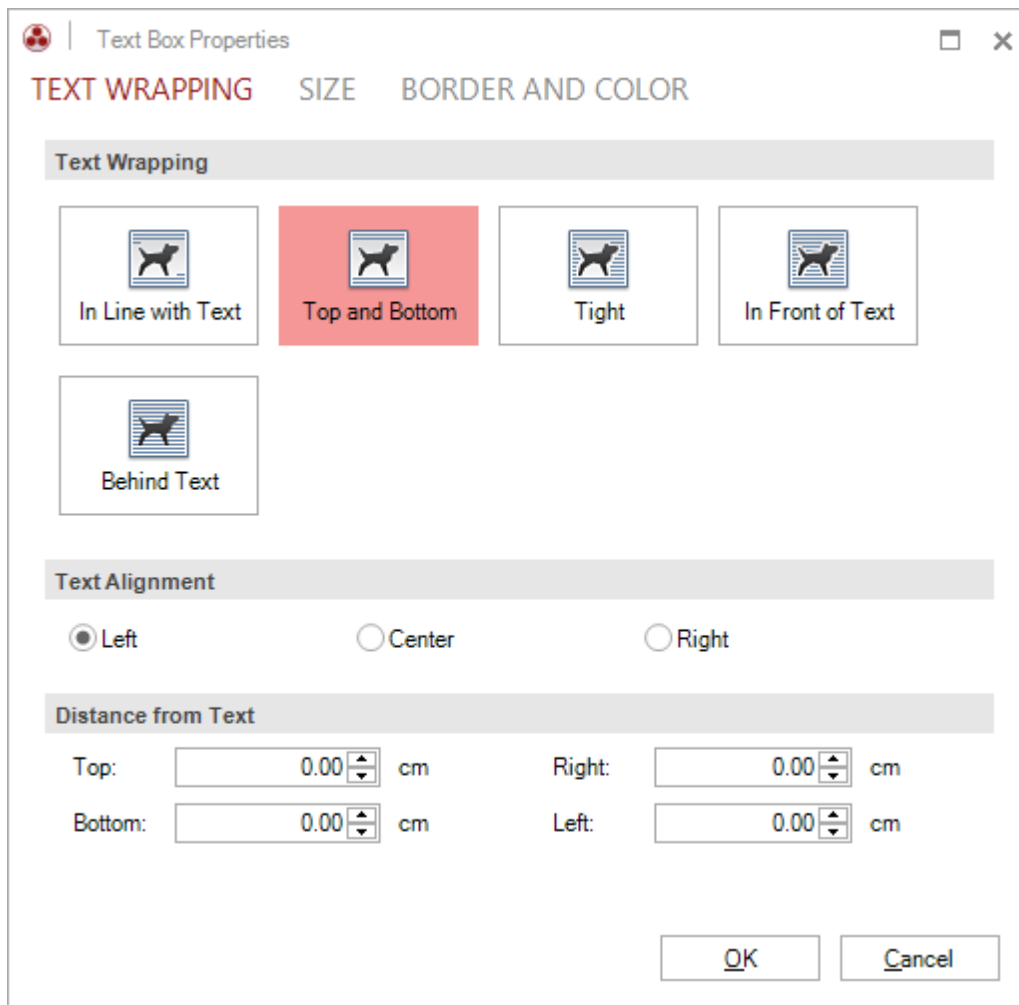 Text Box Properties
TEXT WRAPPING SIZE BORDER AND COLOR
Text Wrapping
In Line with Text Top and Bottom Tight In Front of Text
Behind Text
Text Alignment
Left Center Right
Distance from Text
Top: 0.00 cm Right: 0.00 cm
Bottom: 0.00 cm Left: 0.00 cm
OK Cancel